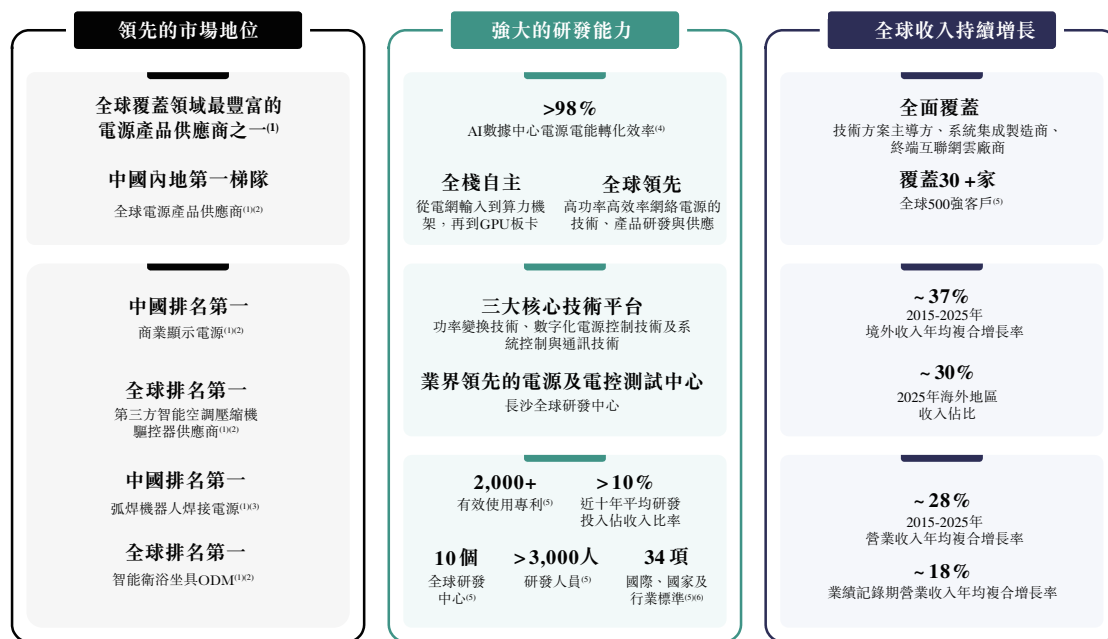 領先的市場地位
全球覆蓋領域最豐富的
電源產品供應商之一(1)
中國內地第一梯隊
全球電源產品供應商(1)(2)
中國排名第一
商業顯示電源(1)(2)
全球排名第一
第三方智能空調壓縮機
驅控器供應商(1)(2)
中國排名第一
弧焊機器人焊接電源(1)(3)
全球排名第一
智能衛浴坐具ODM(1)(2)
強大的研發能力
>98%
AI數據中心電源電能轉化效率(4)
全棧自主
從電網輸入到算力機
架，再到GPU板卡
全球領先
高功率高效率網絡電源的
技術、產品研發與供應
三大核心技術平台
功率變換技術、數字化電源控制技術及系
統控制與通訊技術
業界領先的電源及電控測試中心
長沙全球研發中心
2,000+
有效使用專利(5)
>10%
近十年平均研發
投入佔收入比率
10個
全球研發
中心(5)
>3,000人
研發人員(5)
34項
國際、國家及
行業標準(5)(6)
全球收入持續增長
全面覆蓋
技術方案主導方、系統集成製造商、
終端互聯網雲廠商
覆蓋30+家
全球500強客戶(5)
~37%
2015-2025年
境外收入年均複合增長率
~30%
2025年海外地區
收入佔比
~28%
2015-2025年
營業收入年均複合增長率
~18%
業績記錄期營業收入年均複合增長率